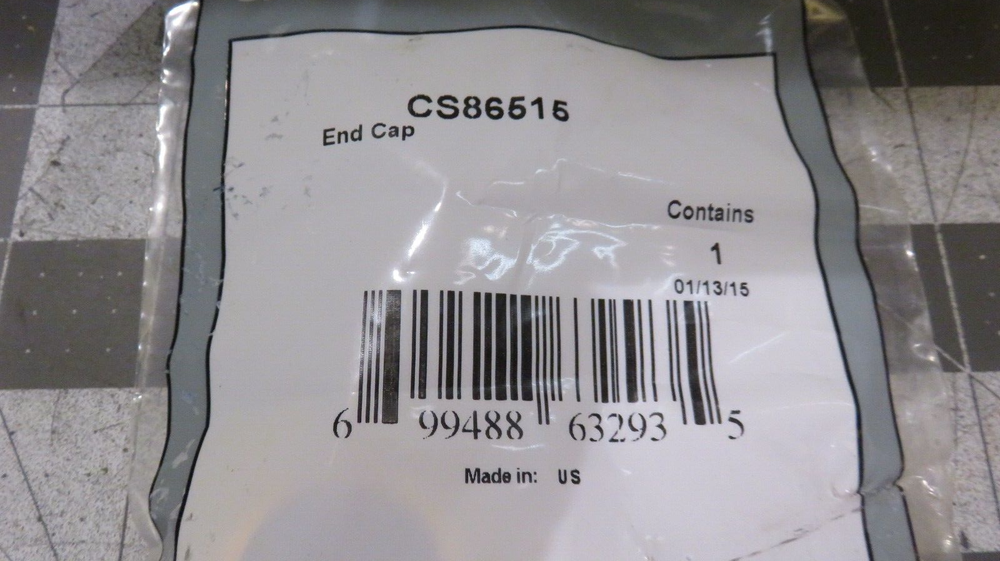 CS86515
End Cap
Contains
1
01/13/15
6 99488 63293 5
Made in: US